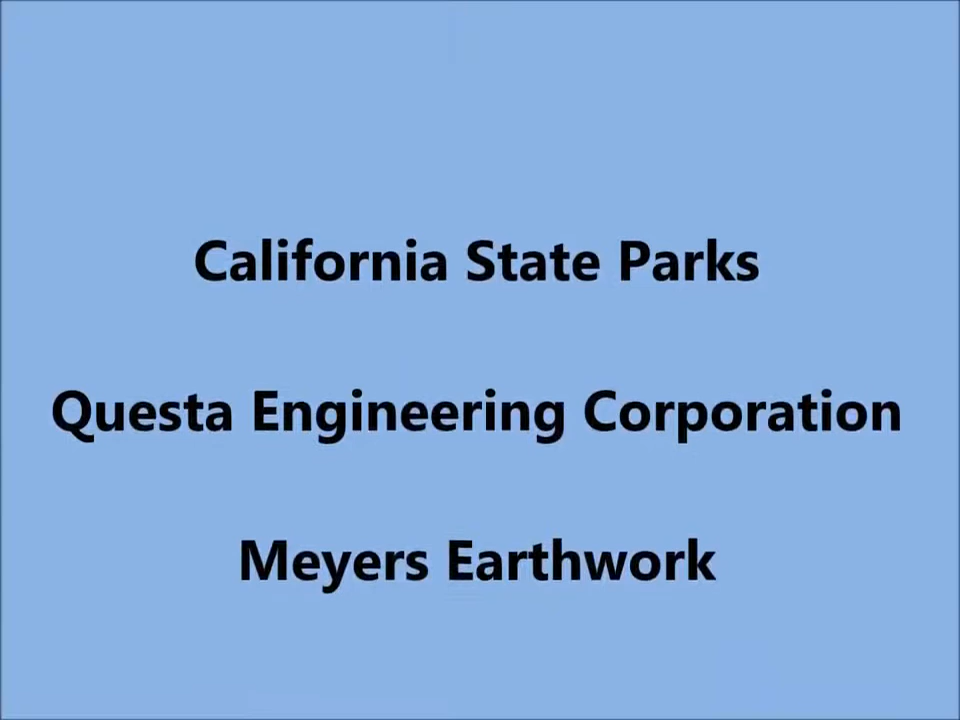 California State Parks
Questa Engineering Corporation
Meyers Earthwork